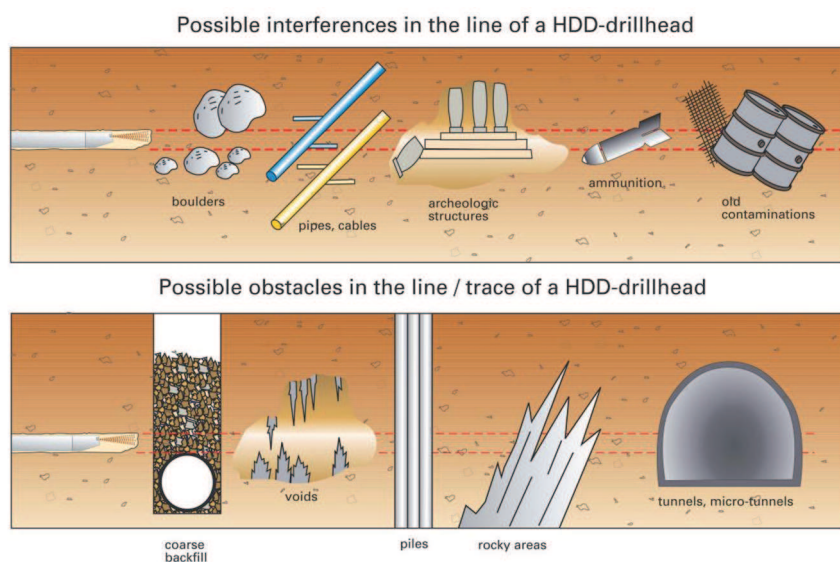 Possible interferences in the line of a HDD-drillhead
boulders
pipes, cables
archeologic
structures
ammunition
old
contaminations
Possible obstacles in the line / trace of a HDD-drillhead
voids
tunnels, micro-tunnels
coarse
backfill
piles
rocky areas